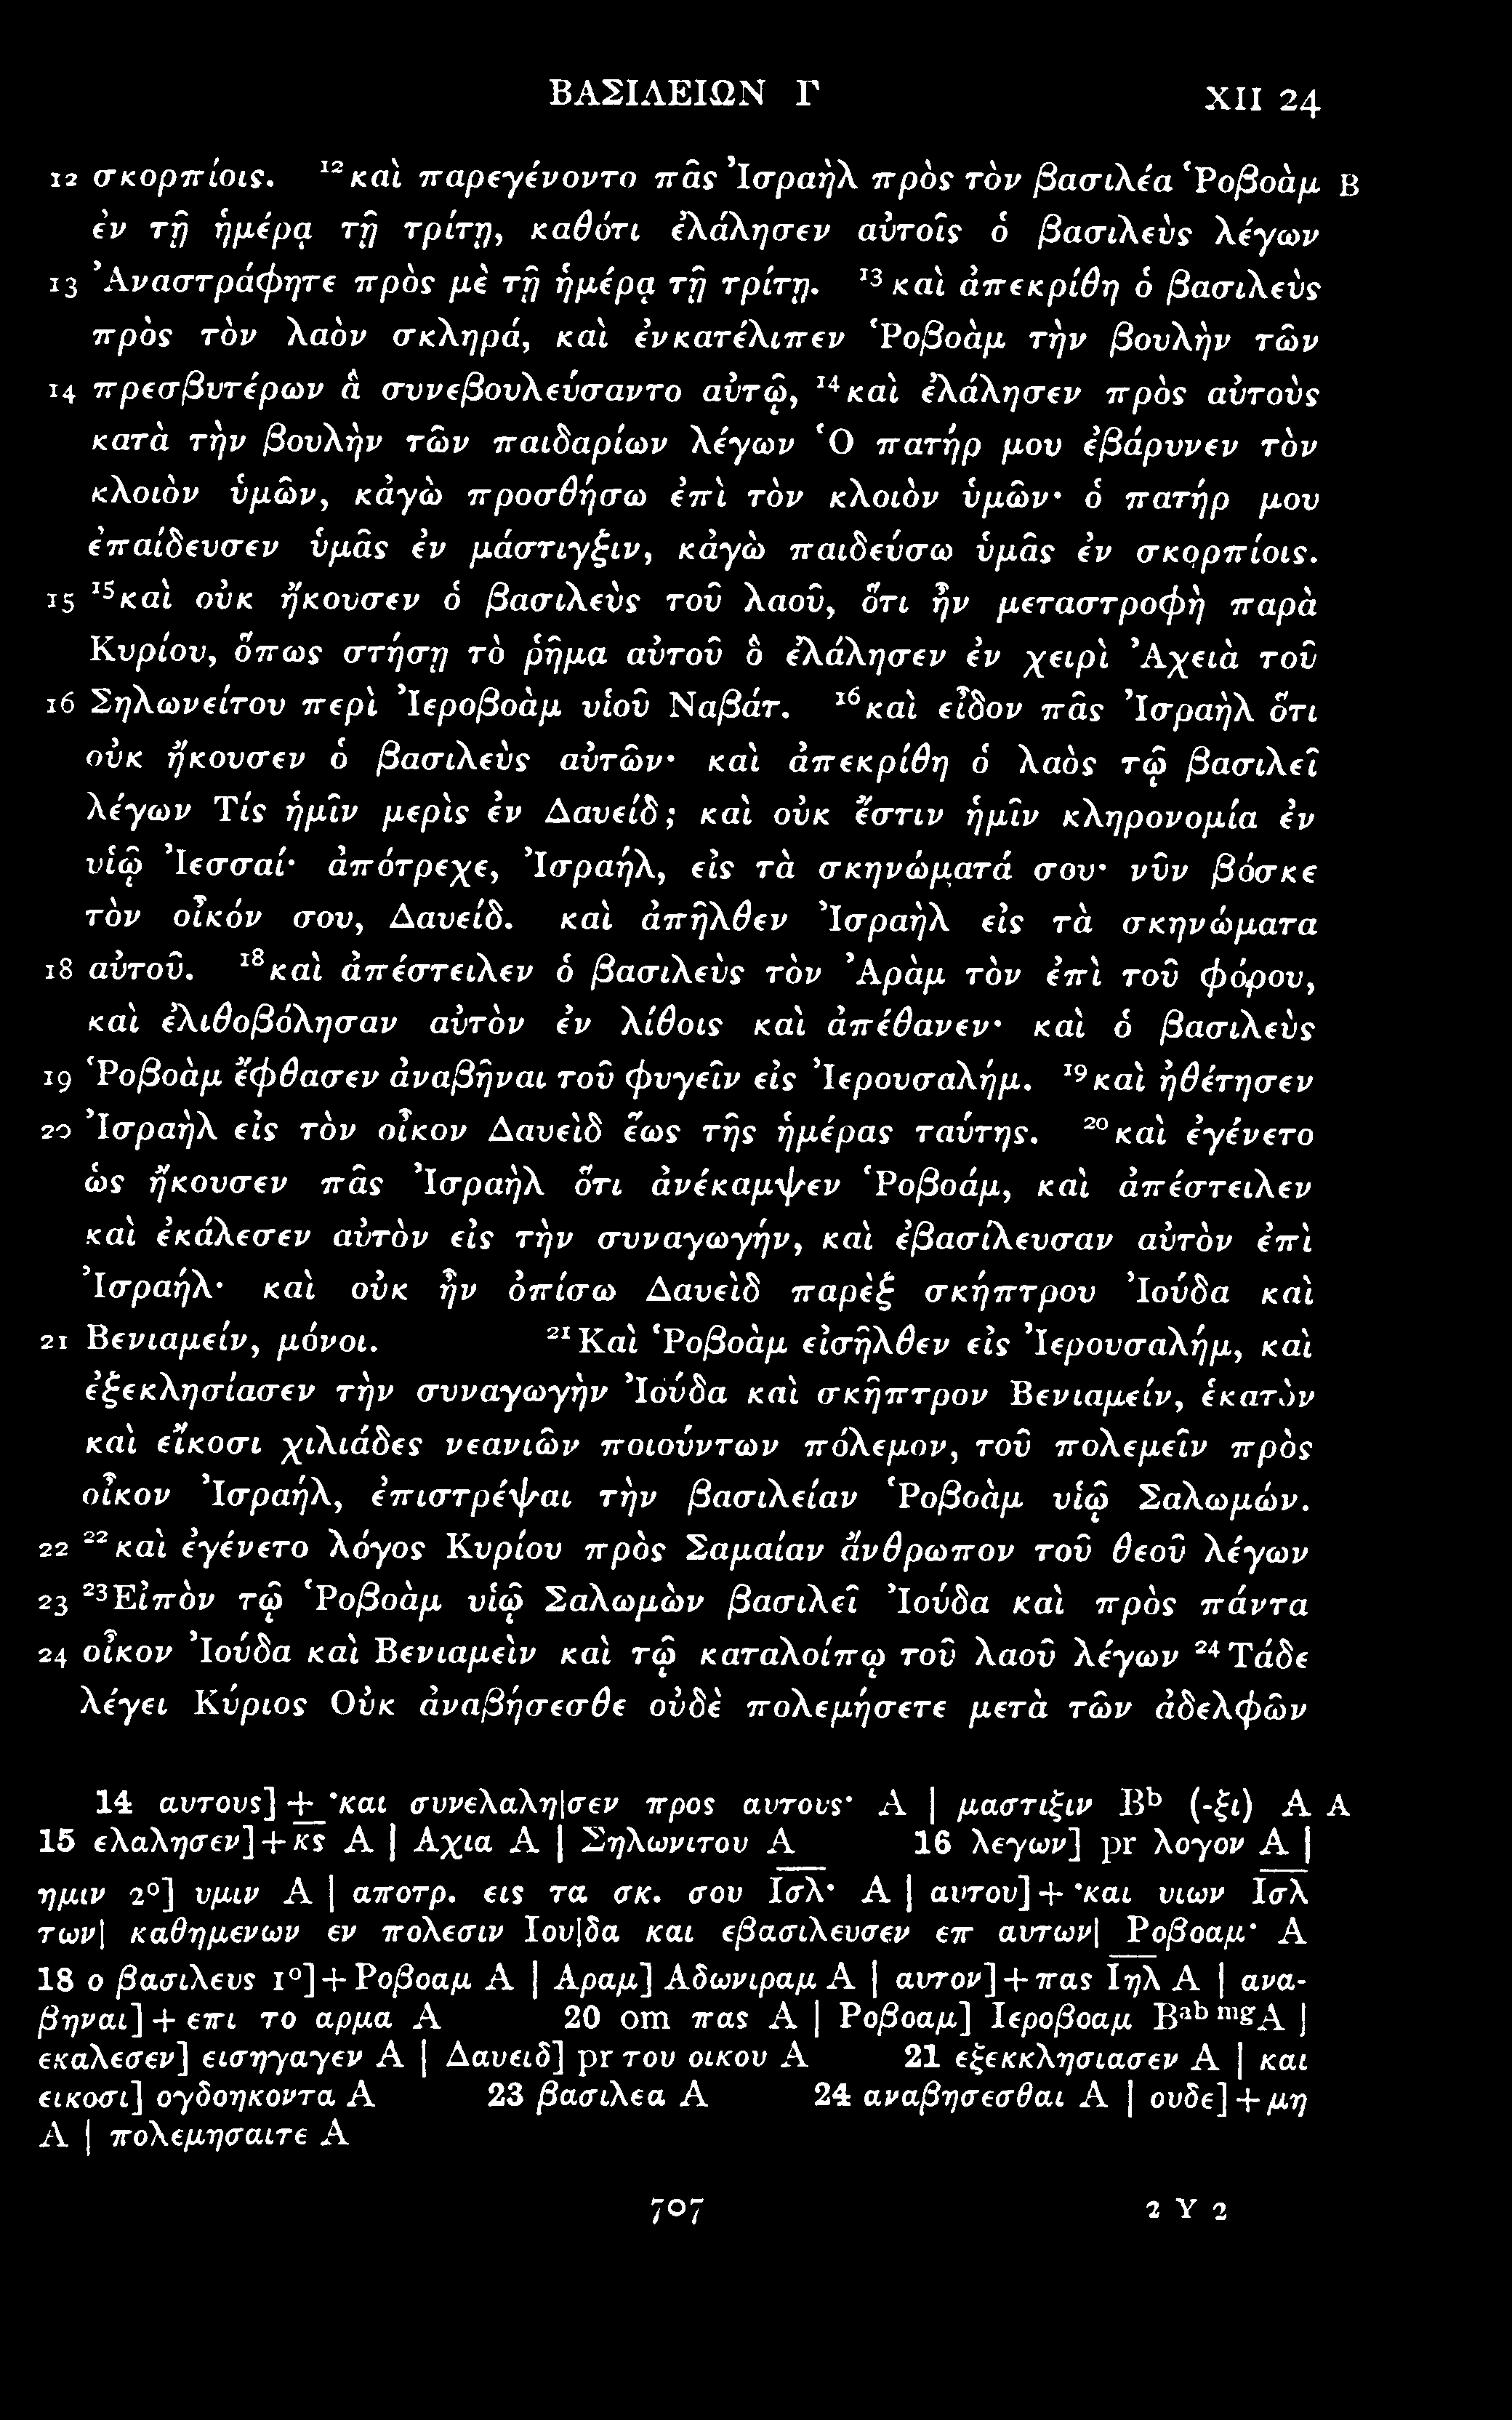 ΒΑΣΙΛΕΙΩΝ Γ XII 24
12 σκορπίοις. ¹²καὶ παρεγένοντο πᾶς Ἰσραὴλ πρὸς τὸν βασιλέα Ῥοβοὰμ B
ἐν τῇ ἡμέρᾳ τῇ τρίτῃ, καθότι ἐλάλησεν αὐτοῖς ὁ βασιλεὺς λέγων
13 Ἀναστράφητε πρὸς μὲ τῇ ἡμέρᾳ τῇ τρίτῃ. ¹³καὶ ἀπεκρίθη ὁ βασιλεὺς
πρὸς τὸν λαὸν σκληρά, καὶ ἐνκατέλιπεν Ῥοβοὰμ τὴν βουλὴν τῶν
14 πρεσβυτέρων ἃ συνεβουλεύσαντο αὐτῷ, ¹⁴καὶ ἐλάλησεν πρὸς αὐτοὺς
κατὰ τὴν βουλὴν τῶν παιδαρίων λέγων Ὁ πατήρ μου ἐβάρυνεν τὸν
κλοιὸν ὑμῶν, κἀγὼ προσθήσω ἐπὶ τὸν κλοιὸν ὑμῶν· ὁ πατήρ μου
ἐπαίδευσεν ὑμᾶς ἐν μάστιγξιν, κἀγὼ παιδεύσω ὑμᾶς ἐν σκορπίοις.
15 ¹⁵καὶ οὐκ ἤκουσεν ὁ βασιλεὺς τοῦ λαοῦ, ὅτι ἦν μεταστροφὴ παρὰ
Κυρίου, ὅπως στήσῃ τὸ ῥῆμα αὐτοῦ ὃ ἐλάλησεν ἐν χειρὶ Ἀχειὰ τοῦ
16 Σηλωνείτου περὶ Ἰεροβοὰμ υἱοῦ Ναβάτ. ¹⁶καὶ εἶδον πᾶς Ἰσραὴλ ὅτι
οὐκ ἤκουσεν ὁ βασιλεὺς αὐτῶν· καὶ ἀπεκρίθη ὁ λαὸς τῷ βασιλεῖ
λέγων Τίς ἡμῖν μερὶς ἐν Δαυείδ; καὶ οὐκ ἔστιν ἡμῖν κληρονομία ἐν
υἱῷ Ἰεσσαί· ἀπότρεχε, Ἰσραήλ, εἰς τὰ σκηνώματά σου· νῦν βόσκε
τὸν οἶκόν σου, Δαυείδ. καὶ ἀπῆλθεν Ἰσραὴλ εἰς τὰ σκηνώματα
18 αὐτοῦ. ¹⁸καὶ ἀπέστειλεν ὁ βασιλεὺς τὸν Ἀρὰμ τὸν ἐπὶ τοῦ φόρου,
καὶ ἐλιθοβόλησαν αὐτὸν ἐν λίθοις καὶ ἀπέθανεν· καὶ ὁ βασιλεὺς
19 Ῥοβοὰμ ἔφθασεν ἀναβῆναι τοῦ φυγεῖν εἰς Ἰερουσαλήμ. ¹⁹καὶ ἠθέτησεν
20 Ἰσραὴλ εἰς τὸν οἶκον Δαυεὶδ ἕως τῆς ἡμέρας ταύτης. ²⁰καὶ ἐγένετο
ὡς ἤκουσεν πᾶς Ἰσραὴλ ὅτι ἀνέκαμψεν Ῥοβοάμ, καὶ ἀπέστειλεν
καὶ ἐκάλεσεν αὐτὸν εἰς τὴν συναγωγήν, καὶ ἐβασίλευσαν αὐτὸν ἐπὶ
Ἰσραήλ· καὶ οὐκ ἦν ὀπίσω Δαυεὶδ παρὲξ σκήπτρου Ἰούδα καὶ
21 Βενιαμείν, μόνοι. ²¹Καὶ Ῥοβοὰμ εἰσῆλθεν εἰς Ἰερουσαλήμ, καὶ
ἐξεκλησίασεν τὴν συναγωγὴν Ἰούδα καὶ σκῆπτρον Βενιαμείν, ἑκατὸν
καὶ εἴκοσι χιλιάδες νεανιῶν ποιούντων πόλεμον, τοῦ πολεμεῖν πρὸς
οἶκον Ἰσραήλ, ἐπιστρέψαι τὴν βασιλείαν Ῥοβοὰμ υἱῷ Σαλωμών.
22 ²²καὶ ἐγένετο λόγος Κυρίου πρὸς Σαμαίαν ἄνθρωπον τοῦ θεοῦ λέγων
23 ²³Εἰπὸν τῷ Ῥοβοὰμ υἱῷ Σαλωμὼν βασιλεῖ Ἰούδα καὶ πρὸς πάντα
24 οἶκον Ἰούδα καὶ Βενιαμεὶν καὶ τῷ καταλοίπῳ τοῦ λαοῦ λέγων ²⁴Τάδε
λέγει Κύριος Οὐκ ἀναβήσεσθε οὐδὲ πολεμήσετε μετὰ τῶν ἀδελφῶν
14 αυτους] + ·και συνελαλη|σεν προς αυτους· A | μαστιξιν Bᵇ (-ξι) A A
15 ελαλησεν] + κ̅ς̅ A | Αχια A | Σηλωνιτου A 16 λεγων] pr λογον A |
ημιν 2°] υμιν A | αποτρ. εις τα σκ. σου Ι̅σ̅λ̅· A | αυτου] + ·και υιων Ι̅σ̅λ̅
των| καθημενων εν πολεσιν Ιου|δα και εβασιλευσεν επ αυτων| Ροβοαμ· A
18 ο βασιλευς 1°] + Ροβοαμ A | Αραμ] Αδωνιραμ A | αυτον] + πας Ι̅η̅λ̅ A | ανα-
βηναι] + επι το αρμα A 20 om πας A | Ροβοαμ] Ιεροβοαμ Bᵃᵇ ᵐᵍA |
εκαλεσεν] εισηγαγεν A | Δαυειδ] pr του οικου A 21 εξεκκλησιασεν A | και
εικοσι] ογδοηκοντα A 23 βασιλεα A 24 αναβησεσθαι A | ουδε] + μη
A | πολεμησαιτε A
707 2 Y 2